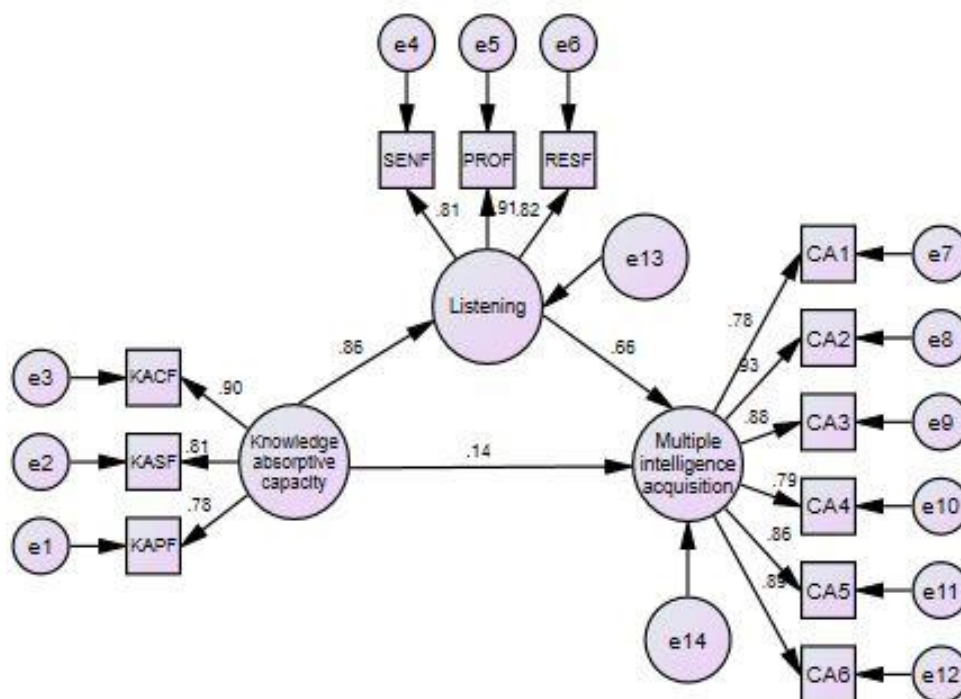 e4
e5
e6
SENF
PROF
RESF
.81
.91
.82
e13
Listening
CA1
e7
.78
.86
.66
CA2
e8
.93
e3
KACF
.90
CA3
e9
.88
Knowledge
absorptive
capacity
Multiple
intelligence
acquisition
e2
KASF
.81
.14
.79
CA4
e10
.78
.86
e1
KAPF
CA5
e11
.89
e14
CA6
e12